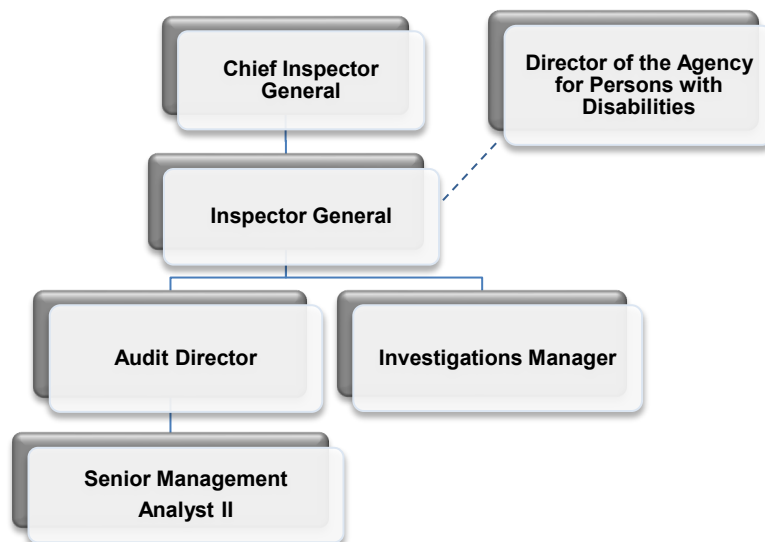 Chief Inspector
General
Director of the Agency
for Persons with
Disabilities
Inspector General
Audit Director
Investigations Manager
Senior Management
Analyst II